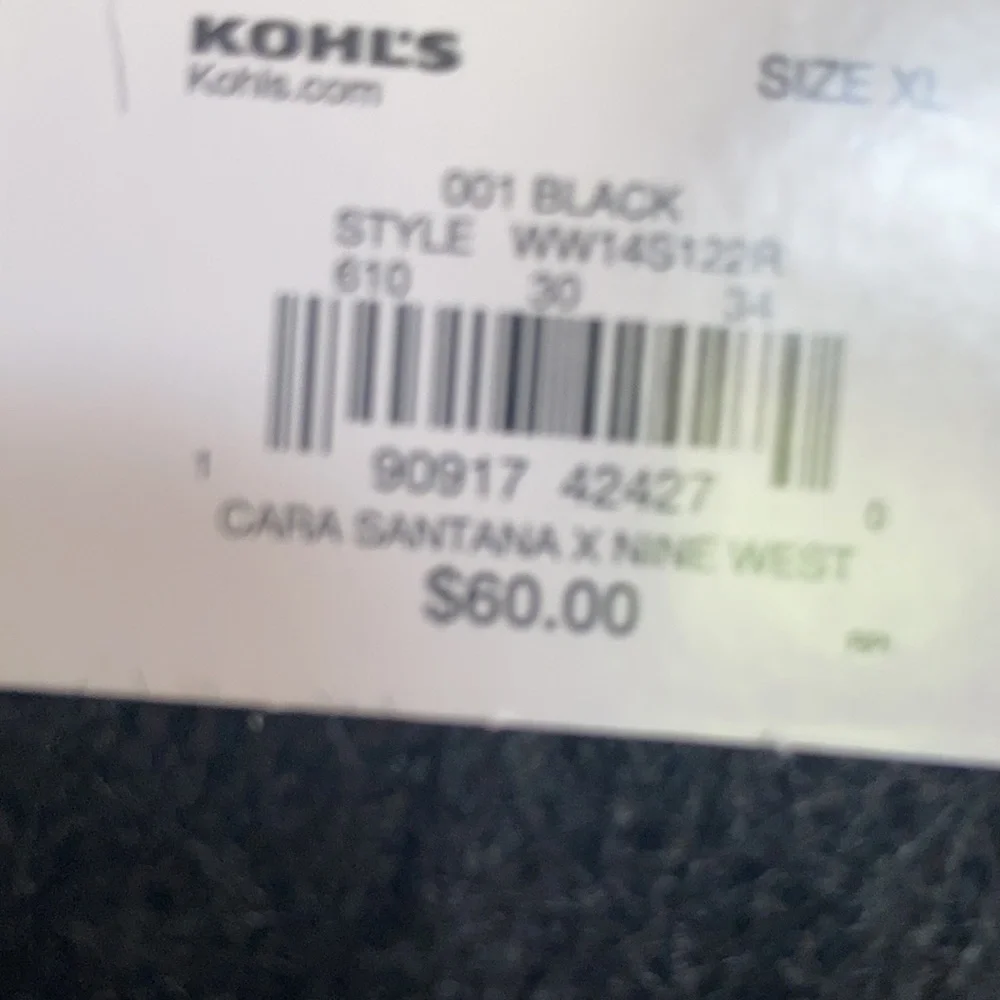 KOHL'S
Kohls.com
SIZE XL
001 BLACK
STYLE WW14S122R
610 30 34
1 90917 42427 0
CARA SANTANA X NINE WEST
$60.00